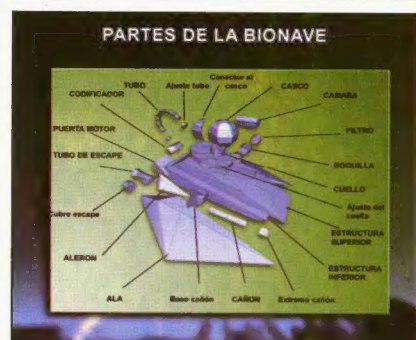 PARTES DE LA BIONAVE
Conector al
casco
TUBO
Ajuste tubo
CASCO
CODIFICADOR
CAMARA
PUERTA MOTOR
FILTRO
TUBO DE ESCAPE
BOQUILLA
CUELLO
Ajuste del
cuello
Cubre escape
ESTRUCTURA
SUPERIOR
ALERON
ESTRUCTURA
INFERIOR
ALA
Base cañón
CAÑON
Extremo cañón